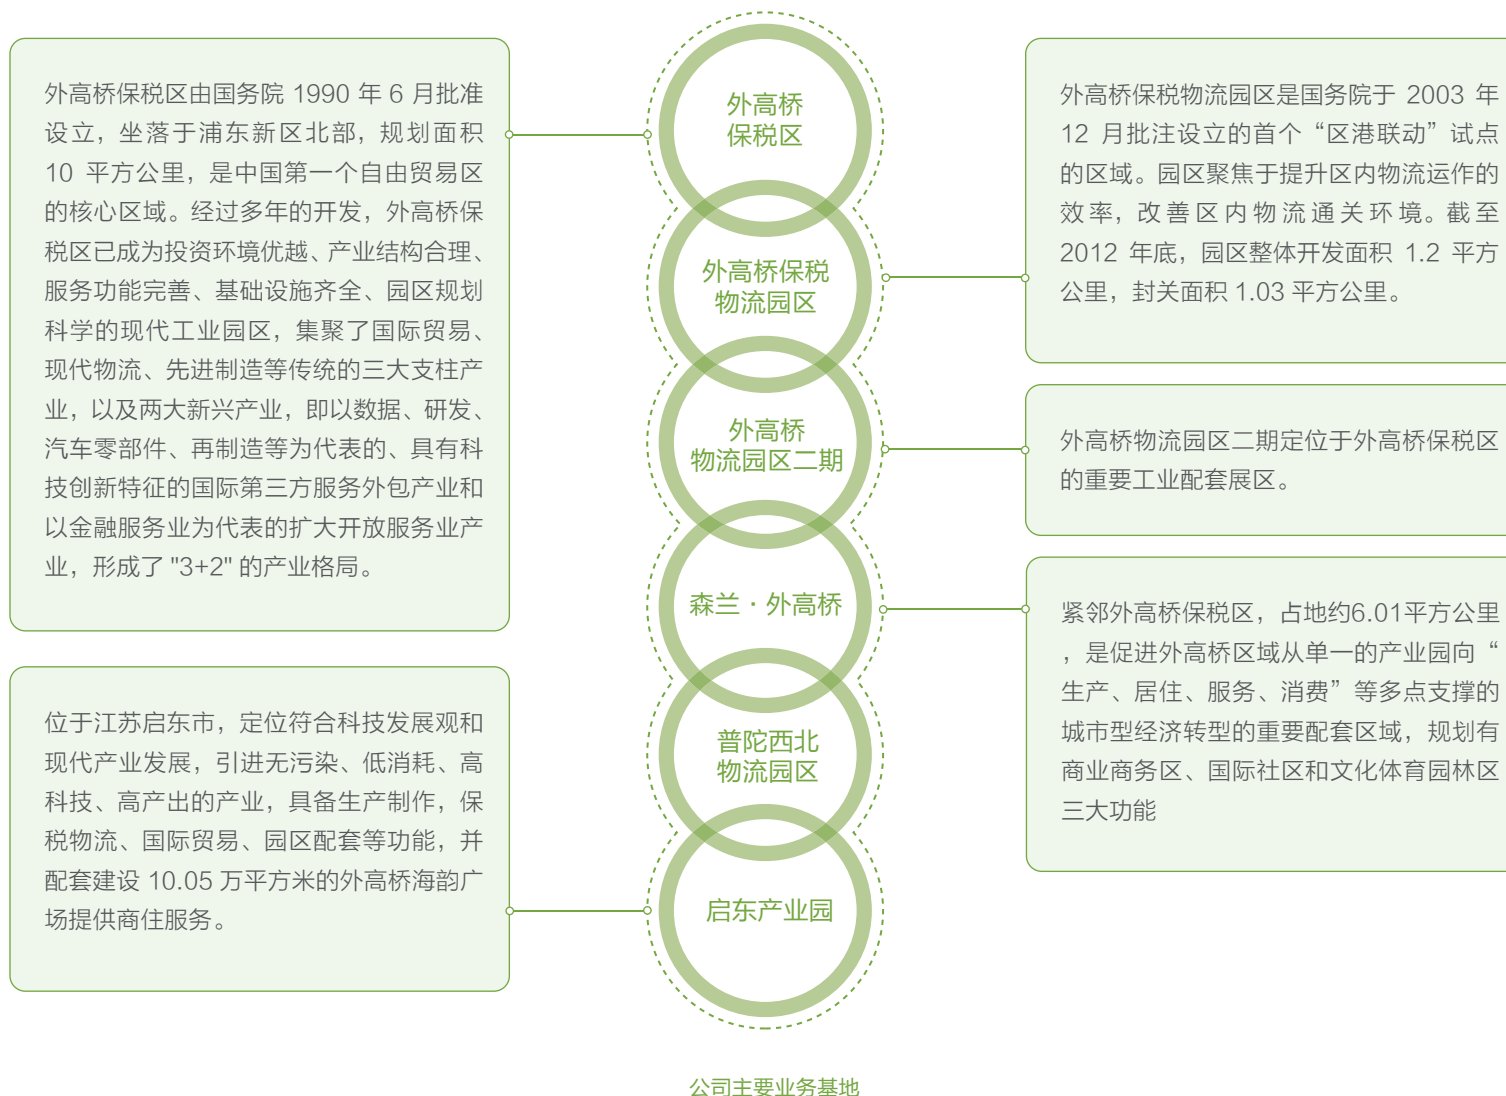 外高桥保税区由国务院 1990 年 6 月批准
设立，坐落于浦东新区北部，规划面积
10 平方公里，是中国第一个自由贸易区
的核心区域。经过多年的开发，外高桥保
税区已成为投资环境优越、产业结构合理、
服务功能完善、基础设施齐全、园区规划
科学的现代工业园区，集聚了国际贸易、
现代物流、先进制造等传统的三大支柱产
业，以及两大新兴产业，即以数据、研发、
汽车零部件、再制造等为代表的、具有科
技创新特征的国际第三方服务外包产业和
以金融服务业为代表的扩大开放服务业产
业，形成了 "3+2" 的产业格局。
位于江苏启东市，定位符合科技发展观和
现代产业发展，引进无污染、低消耗、高
科技、高产出的产业，具备生产制作，保
税物流、国际贸易、园区配套等功能，并
配套建设 10.05 万平方米的外高桥海韵广
场提供商住服务。
外高桥
保税区
外高桥保税
物流园区
外高桥
物流园区二期
森兰·外高桥
普陀西北
物流园区
启东产业园
外高桥保税物流园区是国务院于 2003 年
12 月批注设立的首个“区港联动”试点
的区域。园区聚焦于提升区内物流运作的
效率，改善区内物流通关环境。截至
2012 年底，园区整体开发面积 1.2 平方
公里，封关面积 1.03 平方公里。
外高桥物流园区二期定位于外高桥保税区
的重要工业配套展区。
紧邻外高桥保税区，占地约6.01平方公里
，是促进外高桥区域从单一的产业园向“
生产、居住、服务、消费”等多点支撑的
城市型经济转型的重要配套区域，规划有
商业商务区、国际社区和文化体育园林区
三大功能
公司主要业务基地